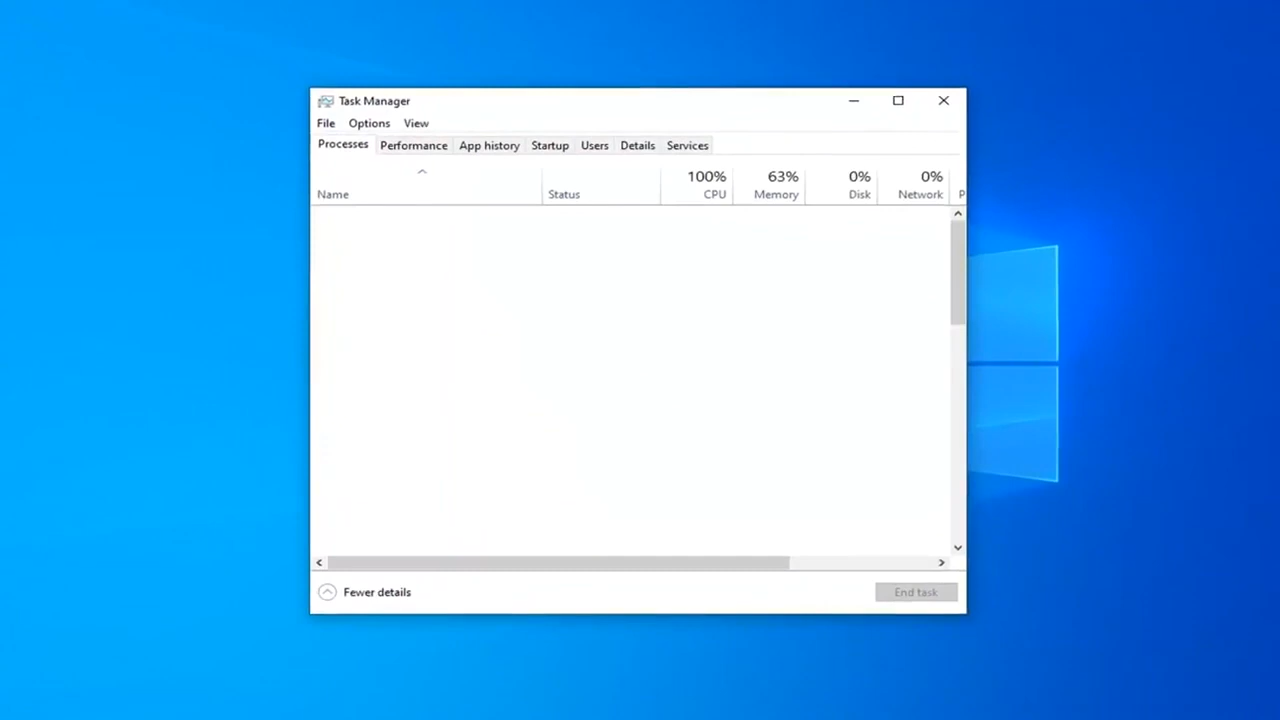 Task Manager
File Options View
Processes Performance App history Startup Users Details Services
100% 63% 0% 0%
Name Status CPU Memory Disk Network P
Fewer details End task